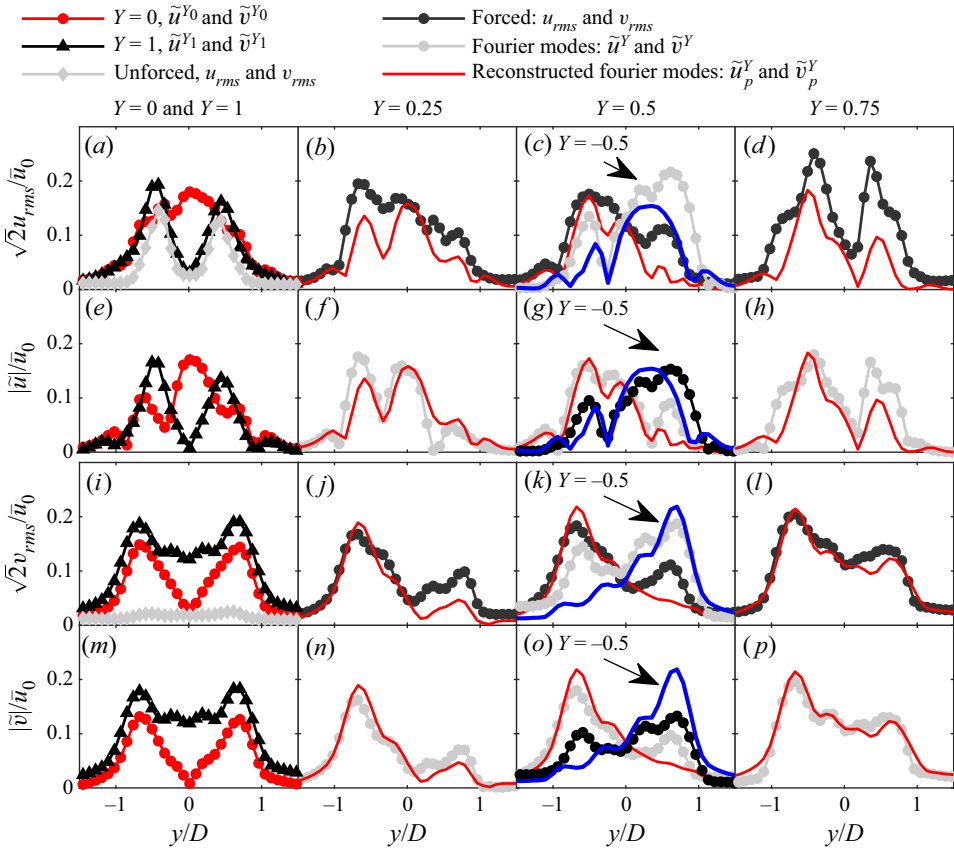 Y = 0, ũ^Y₀ and ṽ^Y₀
Forced: u_rms and v_rms
Y = 1, ũ^Y₁ and ṽ^Y₁
Fourier modes: ũ^Y and ṽ^Y
Unforced, u_rms and v_rms
Reconstructed fourier modes: ũ_p^Y and ṽ_p^Y
Y = 0 and Y = 1
Y = 0.25
Y = 0.5
Y = 0.75
(a)
(b)
(c) Y = –0.5
(d)
√2u_rms/ū₀
0.2
0.1
0
(e)
(f)
(g) Y = –0.5
(h)
|ũ|/ū₀
0.2
0.1
0
(i)
(j)
(k) Y = –0.5
(l)
√2v_rms/ū₀
0.2
0.1
0
(m)
(n)
(o) Y = –0.5
(p)
|ṽ|/ū₀
0.2
0.1
0
–1 0 1
–1 0 1
–1 0 1
–1 0 1
y/D
y/D
y/D
y/D